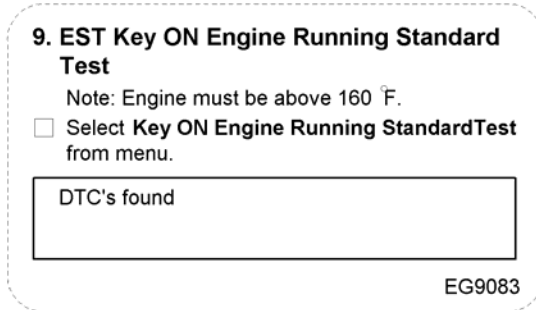 9. EST Key ON Engine Running Standard
Test
Note: Engine must be above 160 °F.
Select Key ON Engine Running StandardTest
from menu.
DTC's found
EG9083